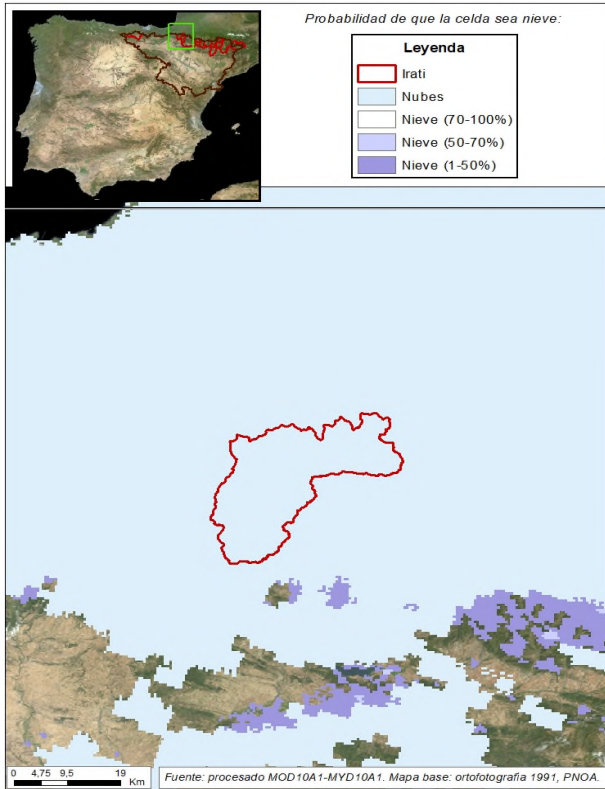 Probabilidad de que la celda sea nieve:
Leyenda
Irati
Nubes
Nieve (70-100%)
Nieve (50-70%)
Nieve (1-50%)
0 4,75 9,5 19
Km
Fuente: procesado MOD10A1-MYD10A1. Mapa base: ortofotografia 1991, PNOA.